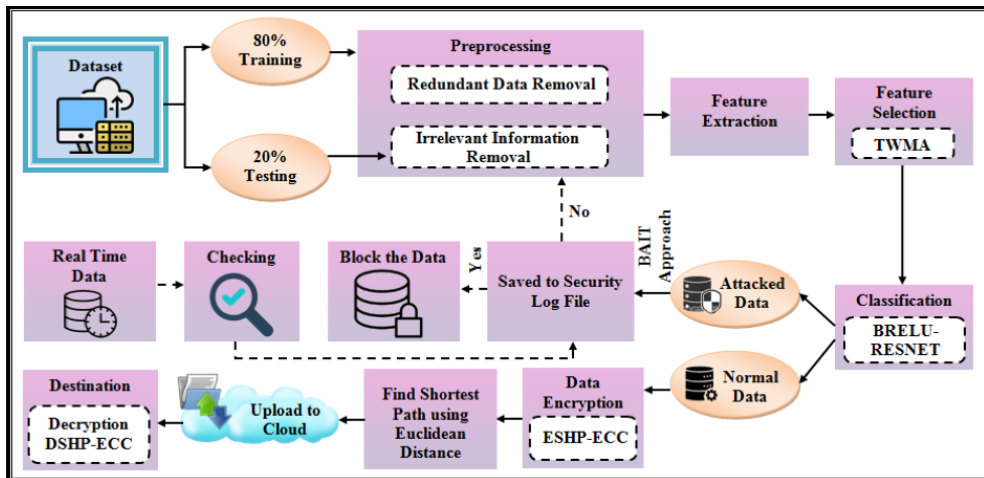 Dataset
80%
Training
20%
Testing
Preprocessing
Redundant Data Removal
Irrelevant Information
Removal
Feature
Extraction
Feature
Selection
TWMA
Real Time
Data
Checking
Block the Data
Yes
No
Saved to Security
Log File
BAIT
Approach
Attacked
Data
Classification
BRELU-
RESNET
Normal
Data
Data
Encryption
ESHP-ECC
Find Shortest
Path using
Euclidean
Distance
Upload to
Cloud
Destination
Decryption
DSHP-ECC